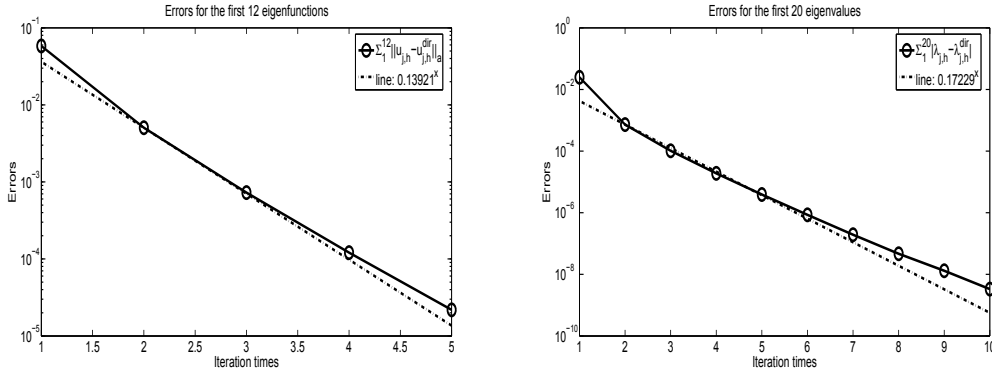 Errors for the first 12 eigenfunctions
10^{-1}
10^{-2}
10^{-3}
10^{-4}
10^{-5}
Errors
Σ_1^{12}||u_{j,h}−u_{j,h}^{dir}||_a
line: 0.13921^x
1 1.5 2 2.5 3 3.5 4 4.5 5
Iteration times
Errors for the first 20 eigenvalues
10^0
10^{-2}
10^{-4}
10^{-6}
10^{-8}
10^{-10}
Errors
Σ_1^{20}|λ_{j,h}−λ_{j,h}^{dir}|
line: 0.17229^x
1 2 3 4 5 6 7 8 9 10
Iteration times